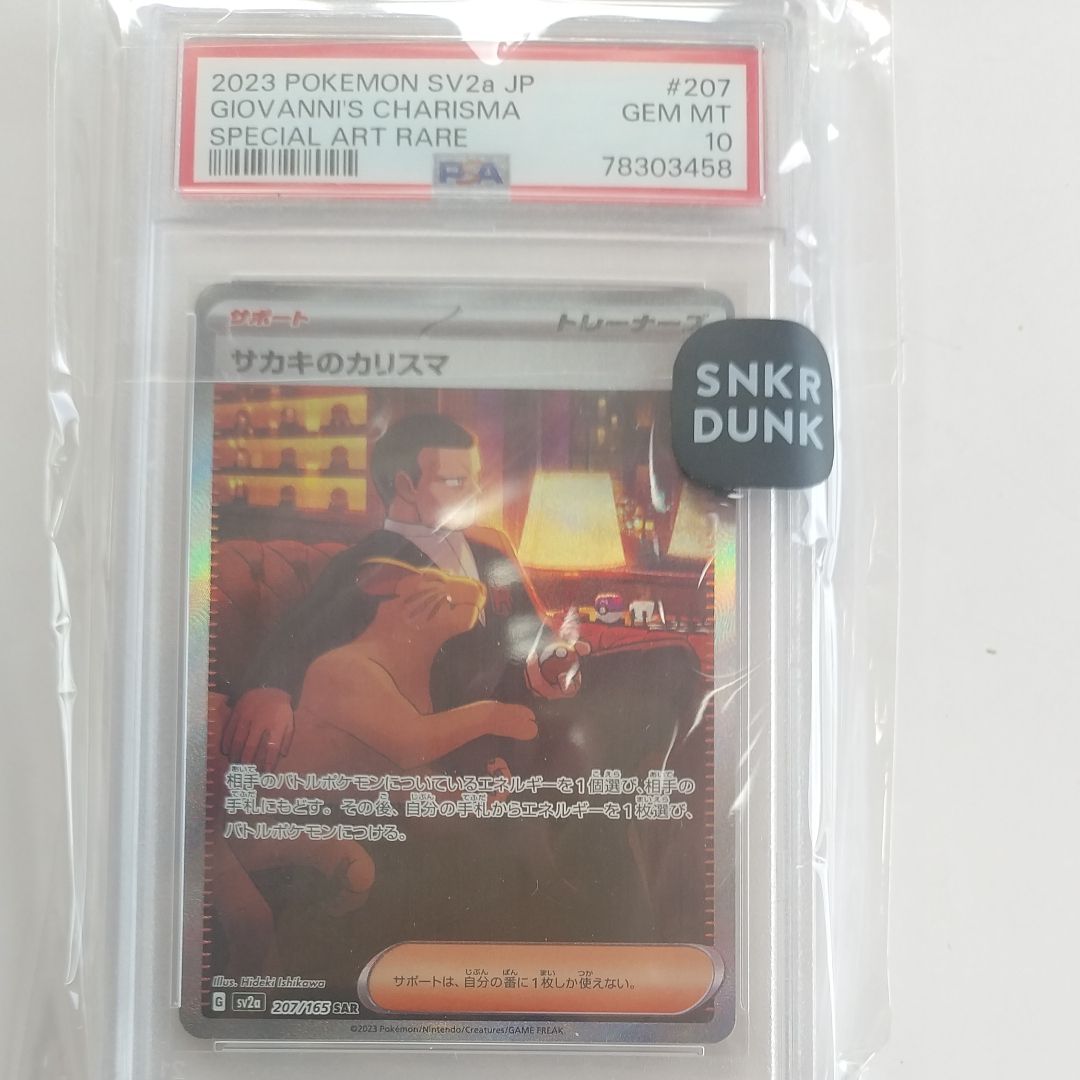 2023 POKEMON SV2a JP #207
GIOVANNI'S CHARISMA GEM MT
SPECIAL ART RARE 10
78303458
PSA
サポート トレーナーズ
サカキのカリスマ
SNKR
DUNK
相手のバトルポケモンについているエネルギーを1個選び、相手の
手札にもどす。その後、自分の手札からエネルギーを1枚選び、
バトルポケモンにつける。
サポートは、自分の番に1枚しか使えない。
Illus. Hideki Ishikawa
G sv2a 207/165 SAR
©2023 Pokémon/Nintendo/Creatures/GAME FREAK